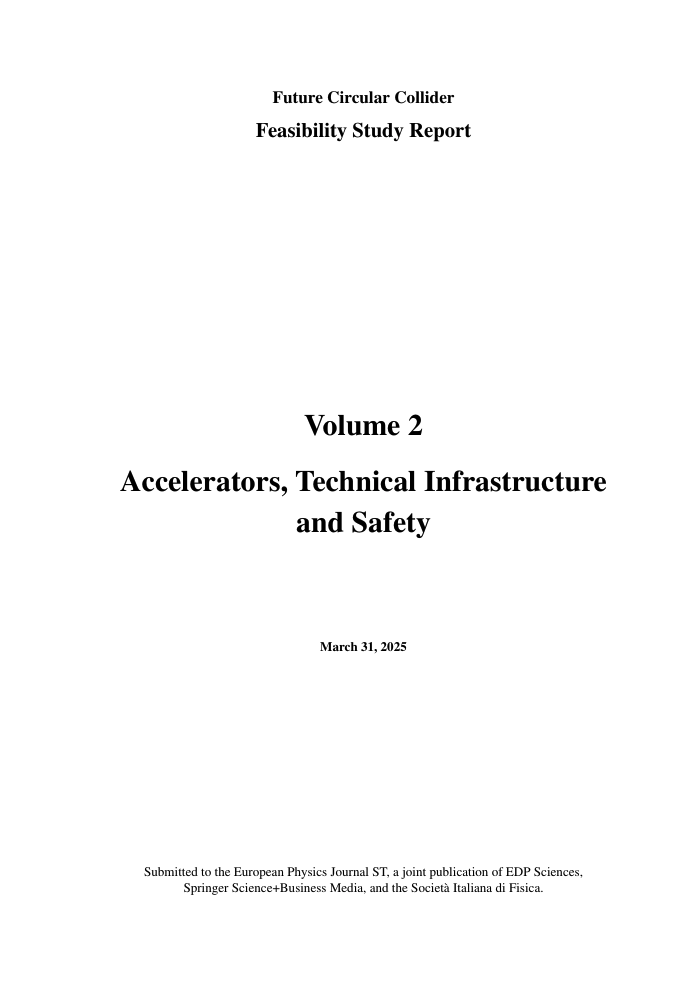 Future Circular Collider
Feasibility Study Report
Volume 2
Accelerators, Technical Infrastructure
and Safety
March 31, 2025
Submitted to the European Physics Journal ST, a joint publication of EDP Sciences,
Springer Science+Business Media, and the Società Italiana di Fisica.